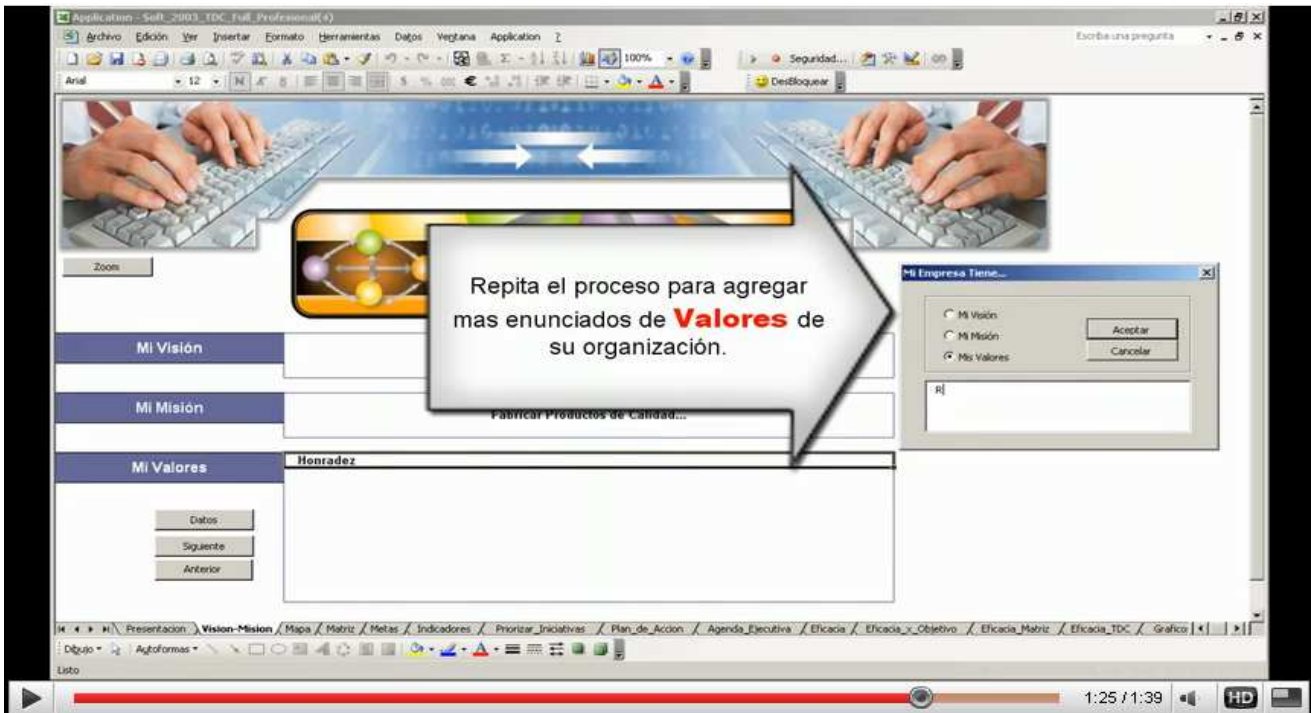 Application - Soft_2003_TDC_Full_Profesional(4)
Archivo Edición Ver Insertar Formato Herramientas Datos Ventana Application ?
Escriba una pregunta
100%
Seguridad...
Arial 12 N K S
DesBloquear
Zoom
Repita el proceso para agregar
mas enunciados de Valores de
su organización.
Mi Empresa Tiene...
Mi Visión
Mi Misión
Mis Valores
Aceptar
Cancelar
R
Mi Visión
Mi Misión
Fabricar Productos de Calidad...
Mi Valores
Honradez
Datos
Siguiente
Anterior
Presentacion Vision-Mision Mapa Matriz Metas Indicadores Priorizar_Iniciativas Plan_de_Accion Agenda_Ejecutiva Eficacia Eficacia_x_Objetivo Eficacia_Matriz Eficacia_TDC Grafico
Dibujo Autoformas
Listo
1:25 / 1:39 HD